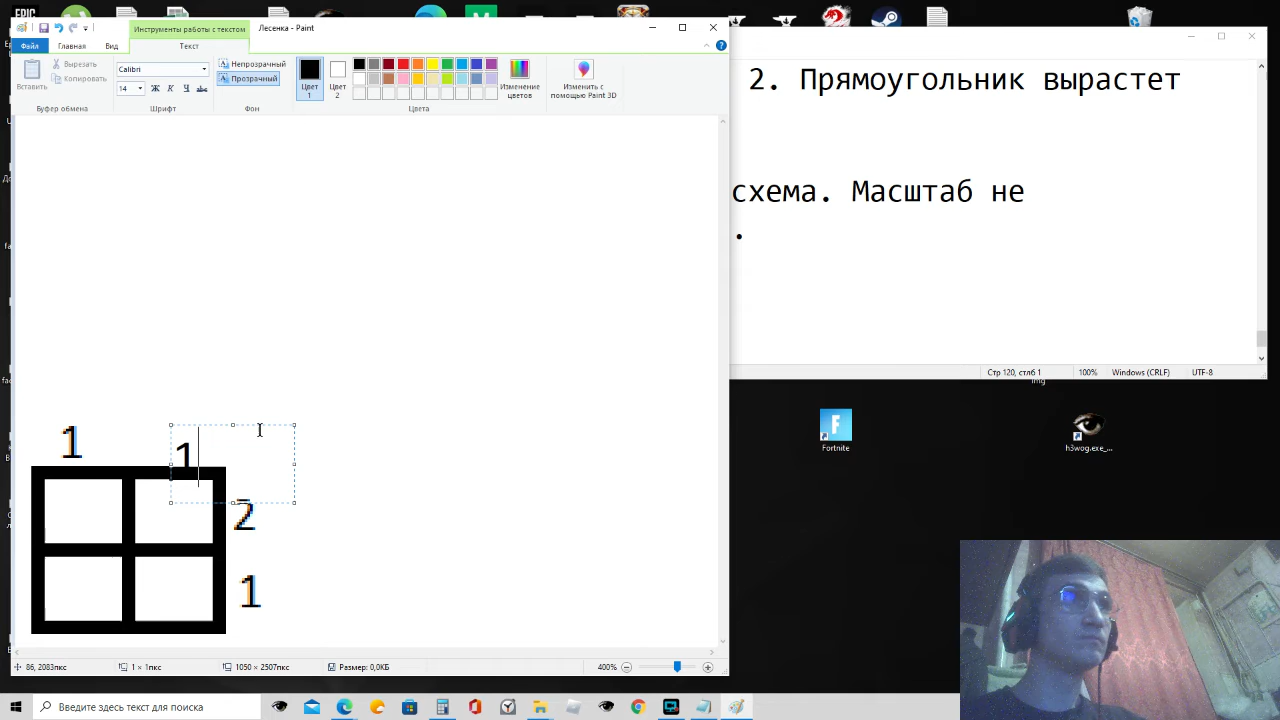 Лесенка - Paint
Инструменты работы с текстом
Файл
Главная
Вид
Текст
Вставить
Вырезать
Копировать
Буфер обмена
Calibri
14
Ж К Ч abc
Шрифт
Непрозрачный
Прозрачный
Фон
Цвет 1
Цвет 2
Изменение цветов
Цвета
Изменить с помощью Paint 3D
1
1
2
1
86, 2083пкс
1 × 1пкс
1050 × 2507пкс
Размер: 0,0КБ
400%
2. Прямоугольник вырастет
схема. Масштаб не
.
Стр 120, стлб 1
100%
Windows (CRLF)
UTF-8
img
Fortnite
h3wog.exe_...
Введите здесь текст для поиска